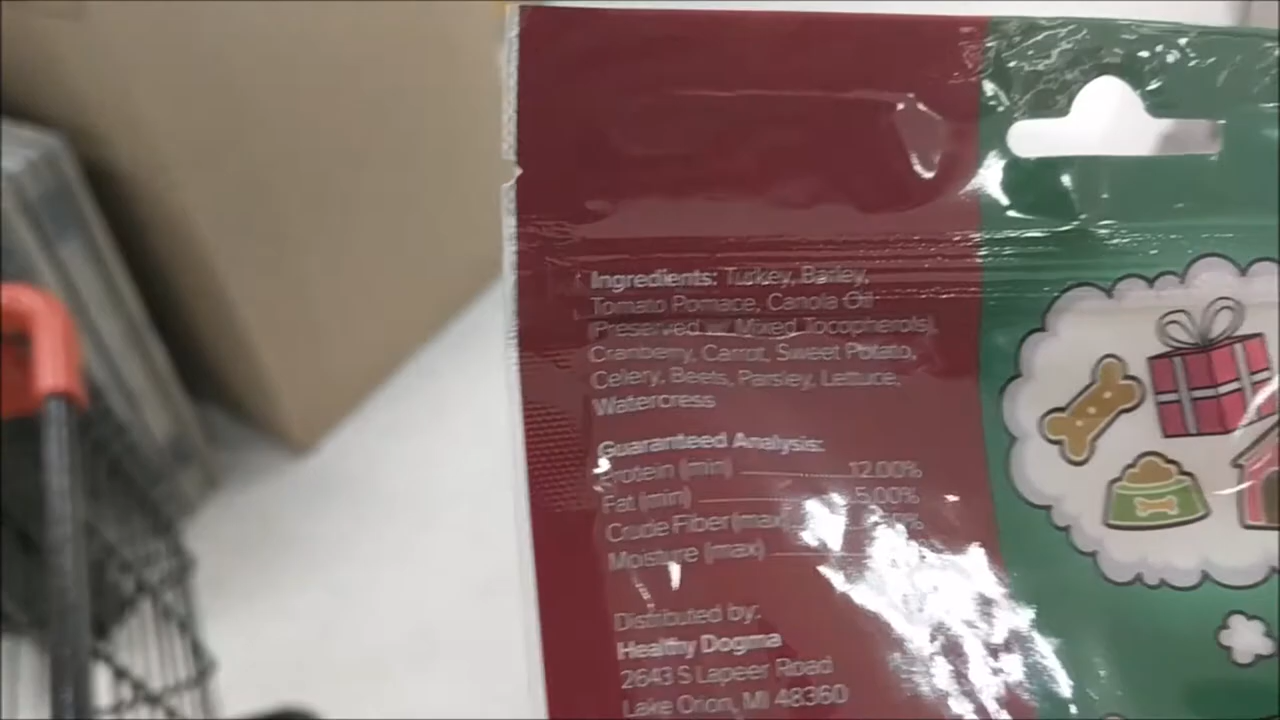 Ingredients: Turkey, Barley,
Tomato Pomace, Canola Oil
(Preserved w/ Mixed Tocopherols),
Cranberry, Carrot, Sweet Potato,
Celery, Beets, Parsley, Lettuce,
Watercress
Guaranteed Analysis:
Protein (min) 12.00%
Fat (min) 5.00%
Crude Fiber (max)
Moisture (max)
Distributed by:
Healthy Dogma
2643 S Lapeer Road
Lake Orion, MI 48360